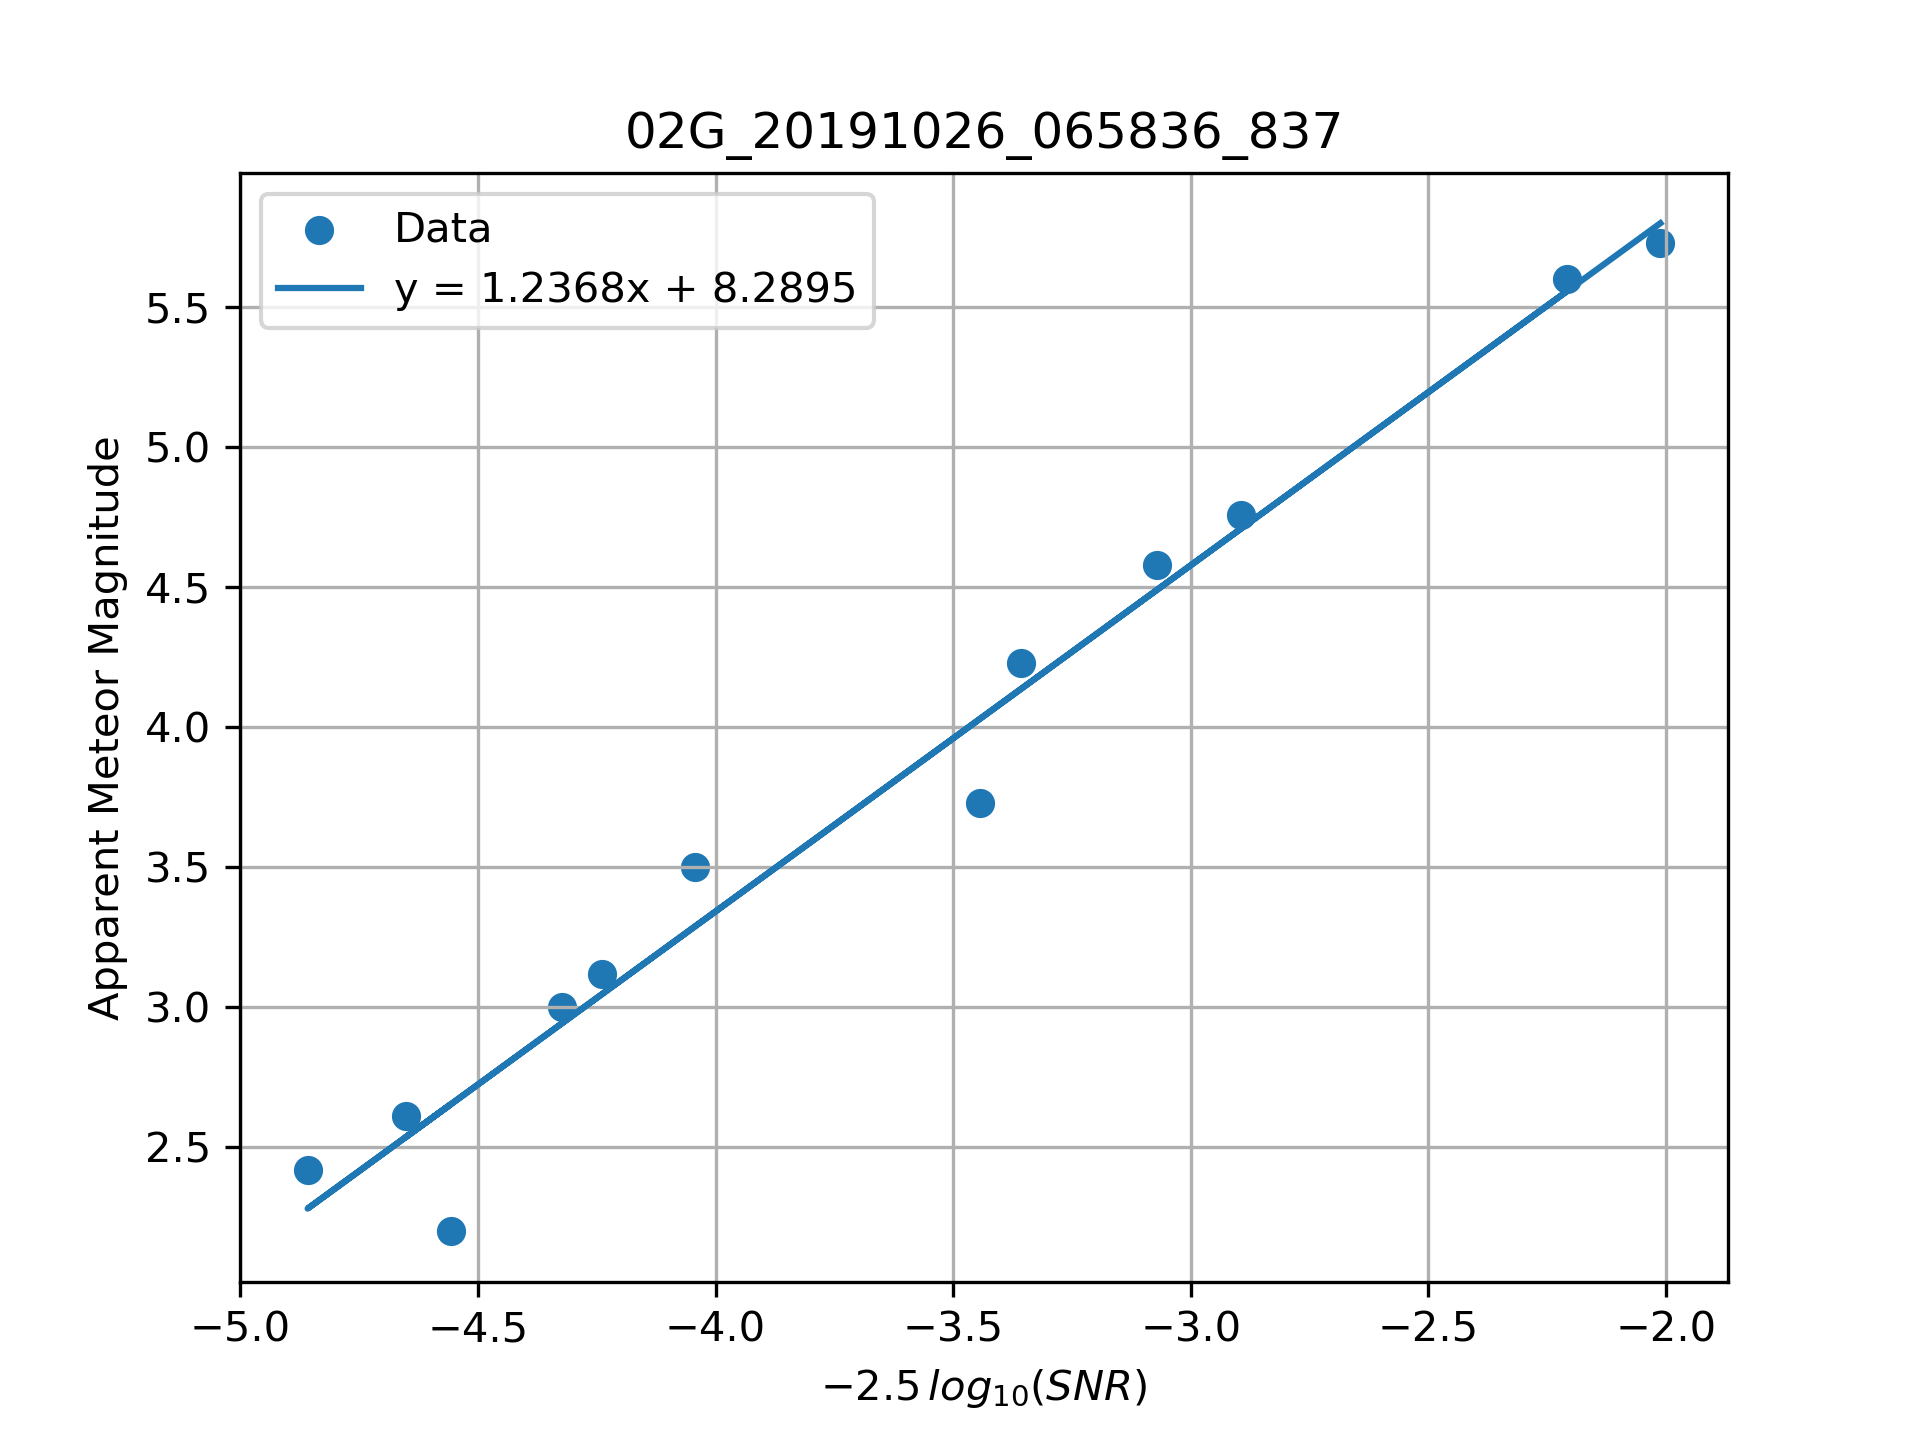 02G_20191026_065836_837
Data
y = 1.2368x + 8.2895
5.5
5.0
4.5
4.0
3.5
3.0
2.5
Apparent Meteor Magnitude
−5.0 −4.5 −4.0 −3.5 −3.0 −2.5 −2.0
−2.5 log₁₀(SNR)